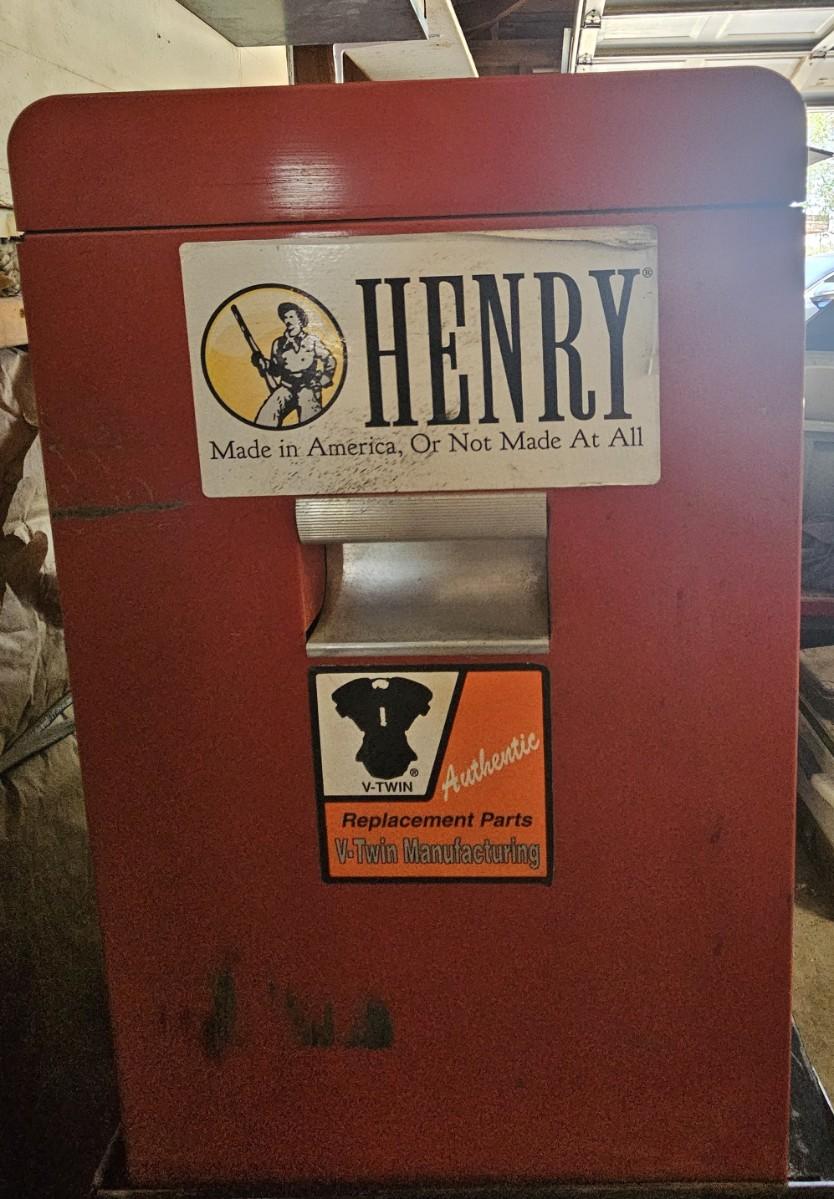 HENRY®
Made in America, Or Not Made At All
V-TWIN®
Authentic
Replacement Parts
V-Twin Manufacturing